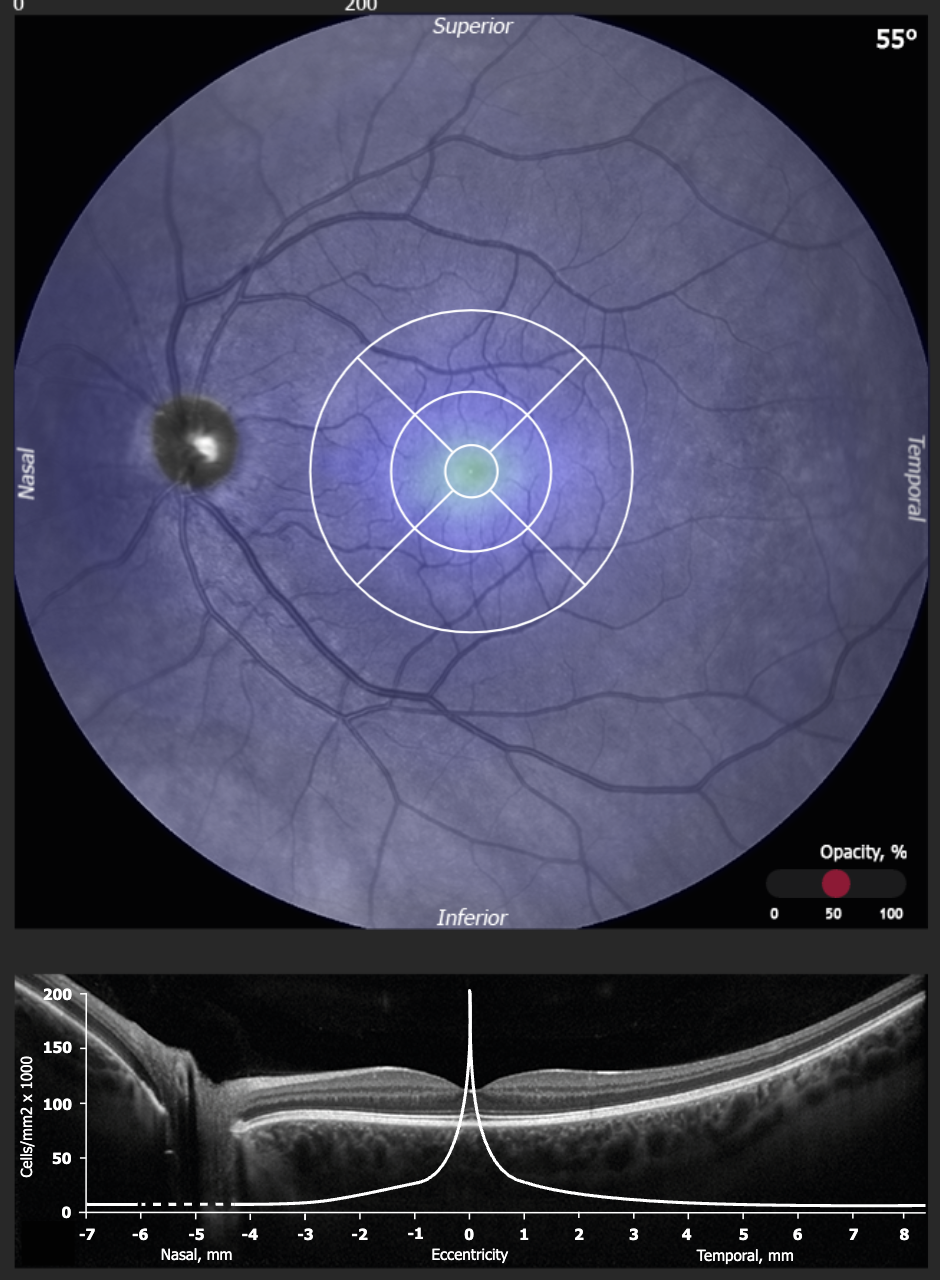 0 200
Superior
55º
Nasal
Temporal
Opacity, %
0 50 100
Inferior
200
150
100
50
0
Cells/mm2 x 1000
-7 -6 -5 -4 -3 -2 -1 0 1 2 3 4 5 6 7 8
Nasal, mm Eccentricity Temporal, mm